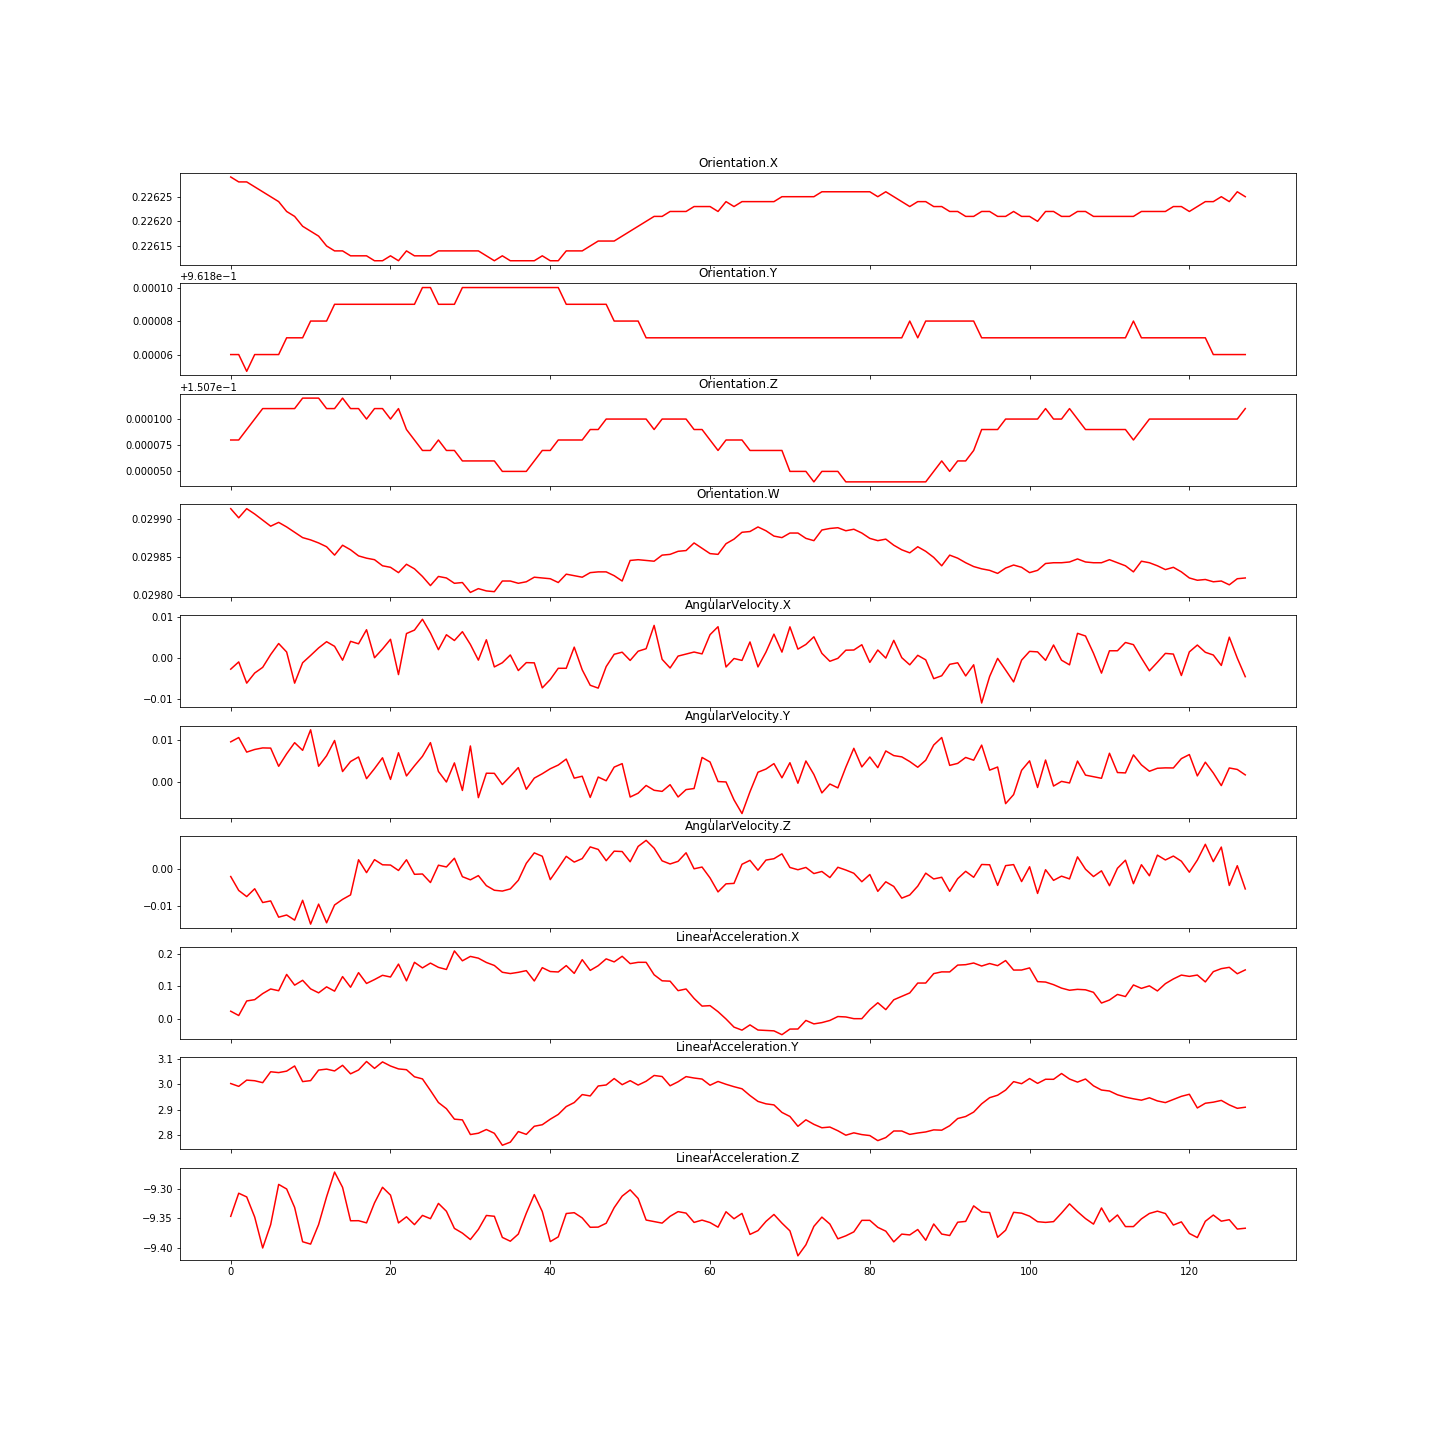 Orientation.X
0.22625
0.22620
0.22615
+9.618e−1
Orientation.Y
0.00010
0.00008
0.00006
+1.507e−1
Orientation.Z
0.000100
0.000075
0.000050
Orientation.W
0.02990
0.02985
0.02980
AngularVelocity.X
0.01
0.00
−0.01
AngularVelocity.Y
0.01
0.00
AngularVelocity.Z
0.00
−0.01
LinearAcceleration.X
0.2
0.1
0.0
LinearAcceleration.Y
3.1
3.0
2.9
2.8
LinearAcceleration.Z
−9.30
−9.35
−9.40
0 20 40 60 80 100 120